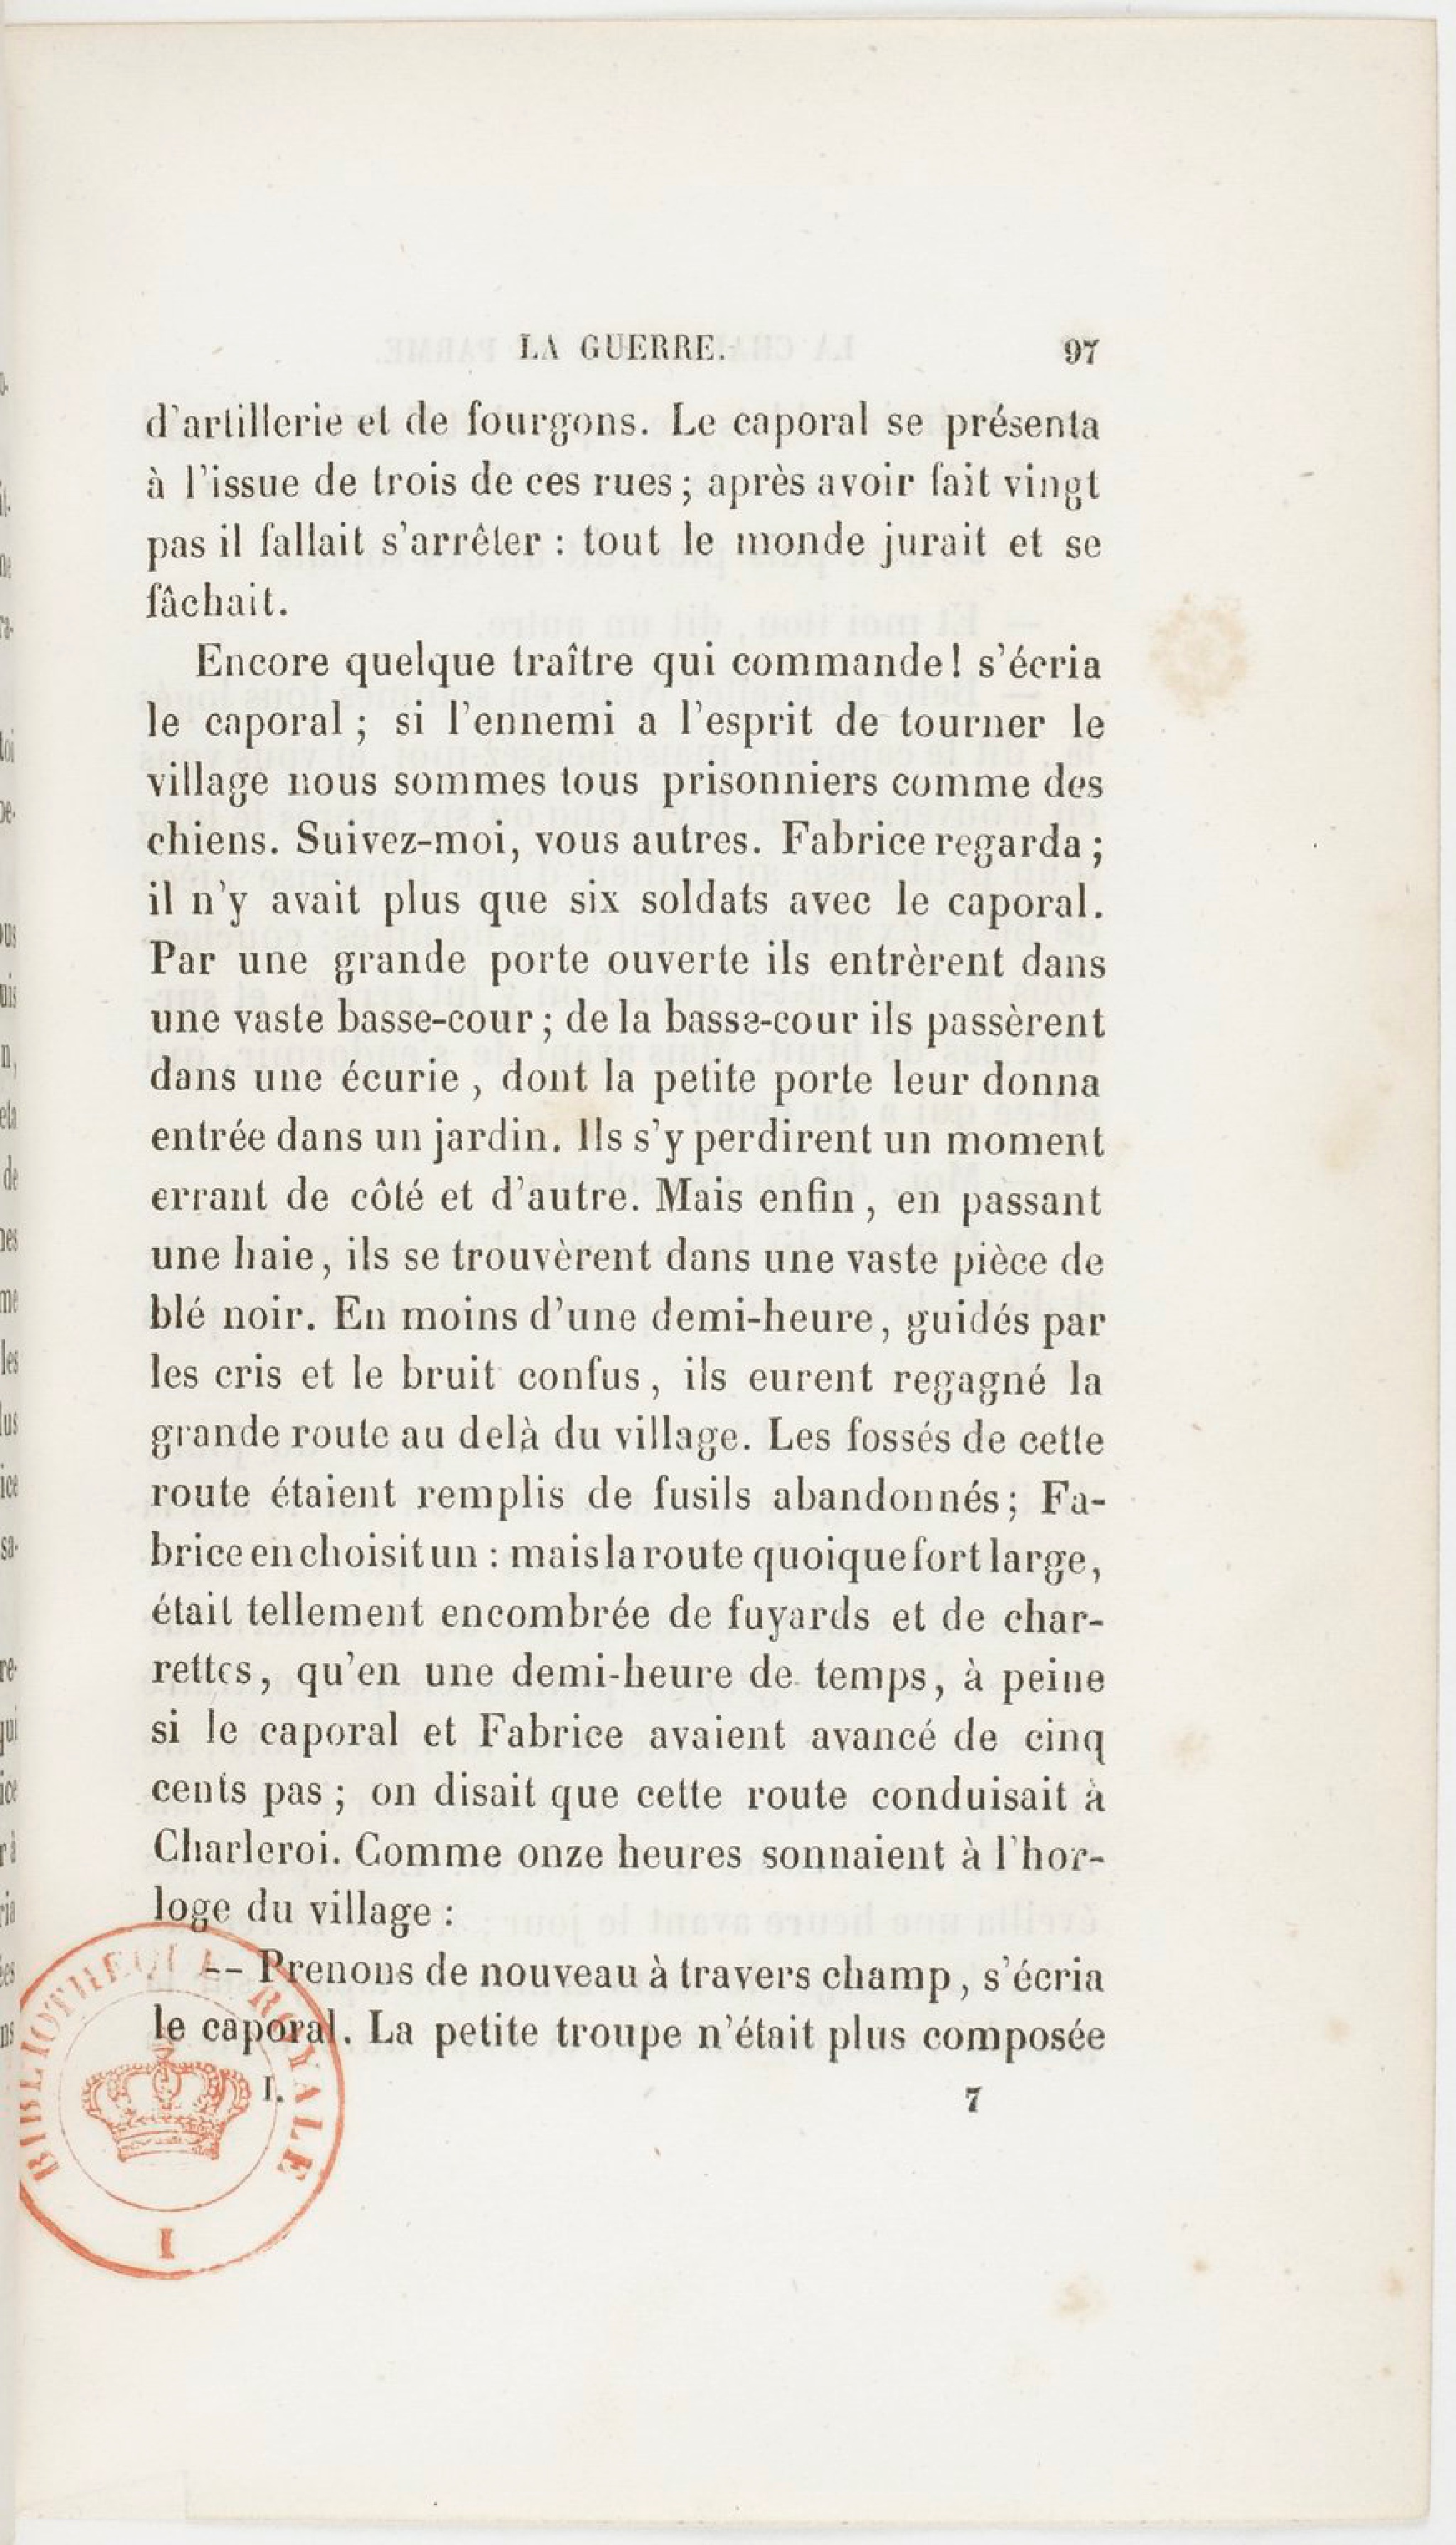 LA GUERRE. 97
d'artillerie et de fourgons. Le caporal se présenta
à l'issue de trois de ces rues ; après avoir fait vingt
pas il fallait s'arrêter : tout le monde jurait et se
fâchait.
Encore quelque traître qui commande! s'écria
le caporal ; si l'ennemi a l'esprit de tourner le
village nous sommes tous prisonniers comme des
chiens. Suivez-moi, vous autres. Fabrice regarda ;
il n'y avait plus que six soldats avec le caporal.
Par une grande porte ouverte ils entrèrent dans
une vaste basse-cour ; de la basse-cour ils passèrent
dans une écurie , dont la petite porte leur donna
entrée dans un jardin. Ils s'y perdirent un moment
errant de côté et d'autre. Mais enfin , en passant
une haie, ils se trouvèrent dans une vaste pièce de
blé noir. En moins d'une demi-heure, guidés par
les cris et le bruit confus , ils eurent regagné la
grande route au delà du village. Les fossés de cette
route étaient remplis de fusils abandonnés ; Fa-
brice en choisit un : mais la route quoique fort large,
était tellement encombrée de fuyards et de char-
rettes, qu'en une demi-heure de temps, à peine
si le caporal et Fabrice avaient avancé de cinq
cents pas ; on disait que cette route conduisait à
Charleroi. Comme onze heures sonnaient à l'hor-
loge du village :
-- Prenons de nouveau à travers champ , s'écria
le caporal. La petite troupe n'était plus composée
I. 7
BIBLIOTHEQUE ROYALE
I